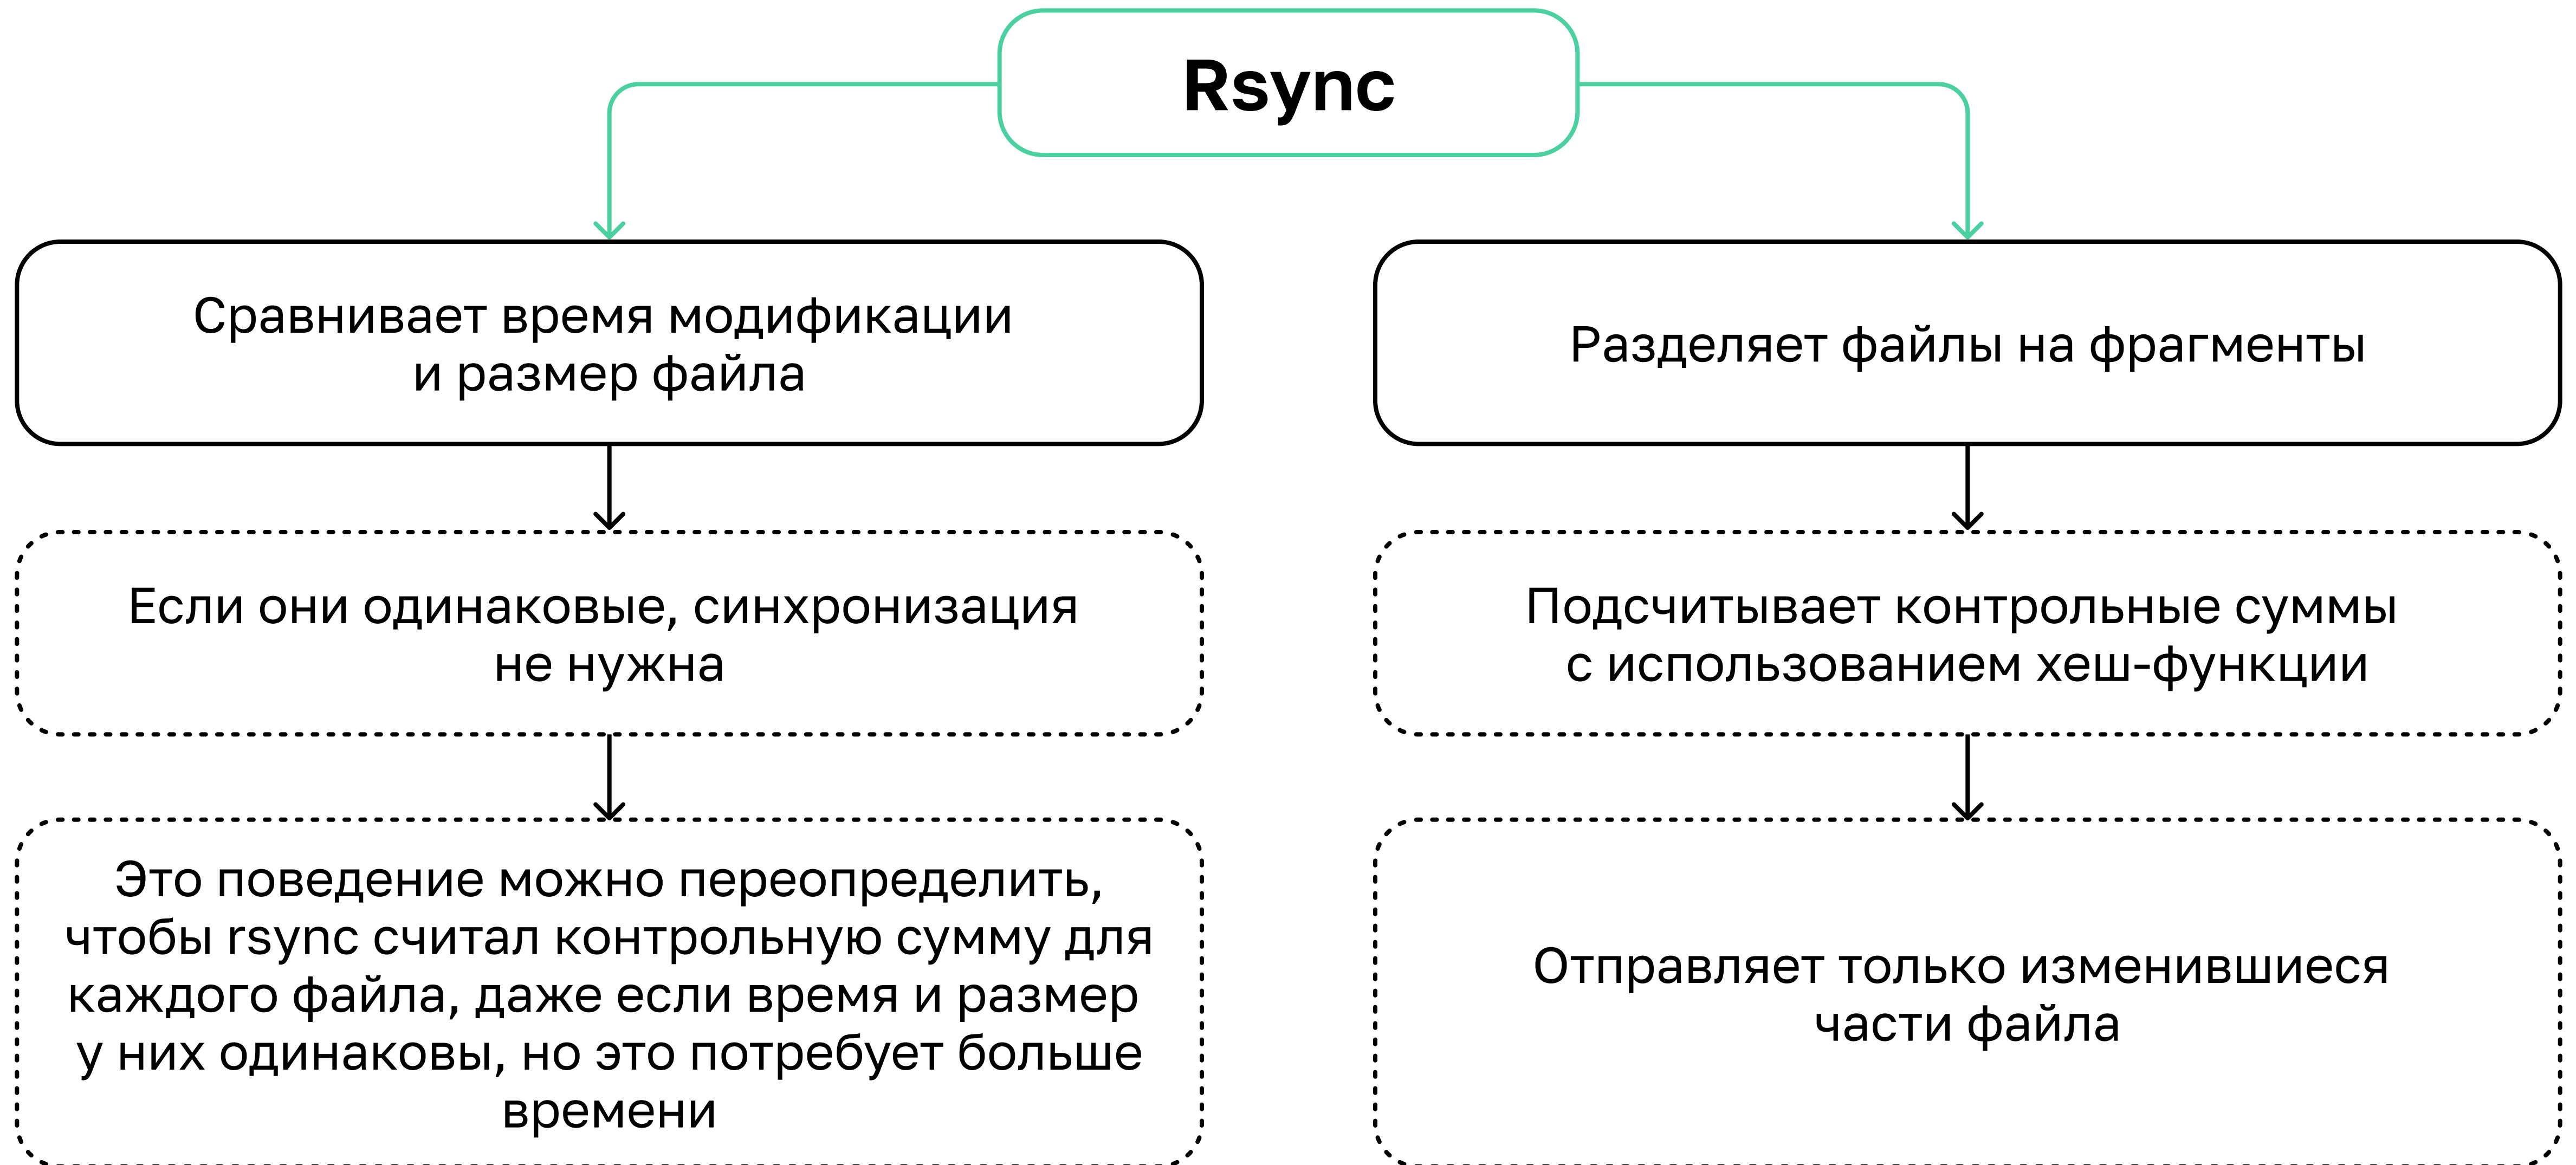 Rsync
Сравнивает время модификации
и размер файла
Если они одинаковые, синхронизация
не нужна
Это поведение можно переопределить,
чтобы rsync считал контрольную сумму для
каждого файла, даже если время и размер
у них одинаковы, но это потребует больше
времени
Разделяет файлы на фрагменты
Подсчитывает контрольные суммы
с использованием хеш-функции
Отправляет только изменившиеся
части файла